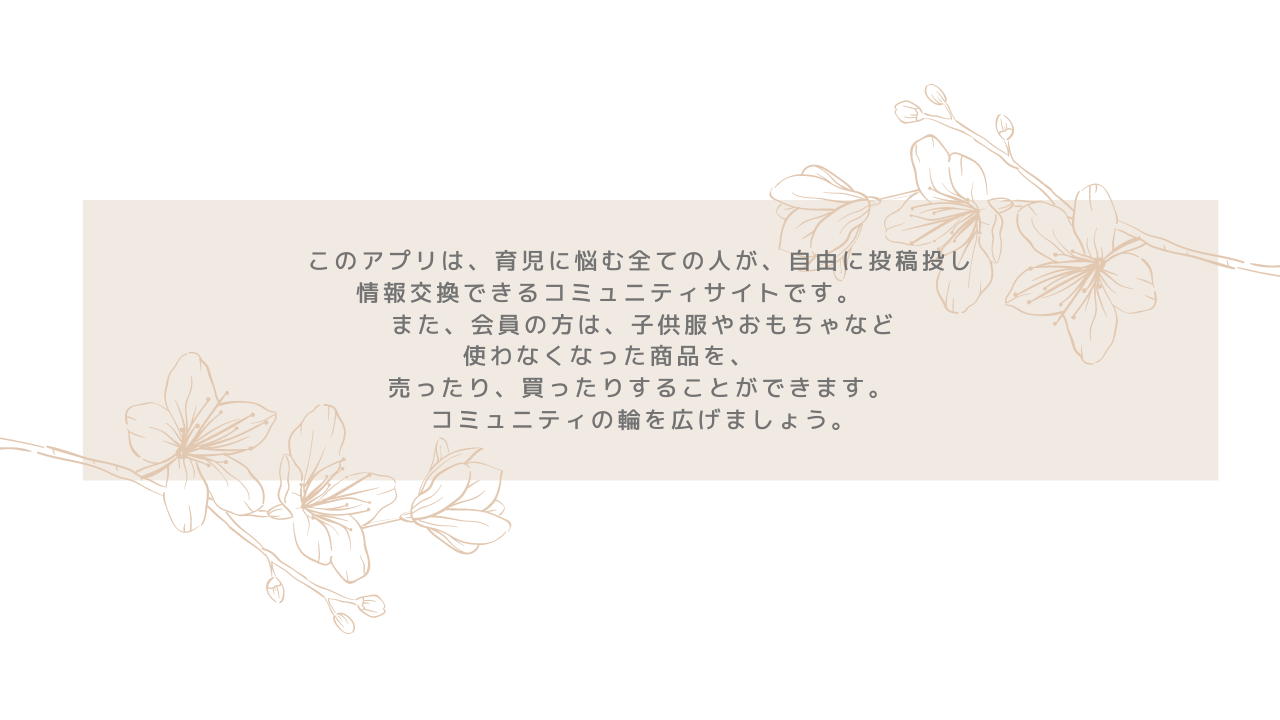 このアプリは、育児に悩む全ての人が、自由に投稿投し
情報交換できるコミュニティサイトです。
また、会員の方は、子供服やおもちゃなど
使わなくなった商品を、
売ったり、買ったりすることができます。
コミュニティの輪を広げましょう。